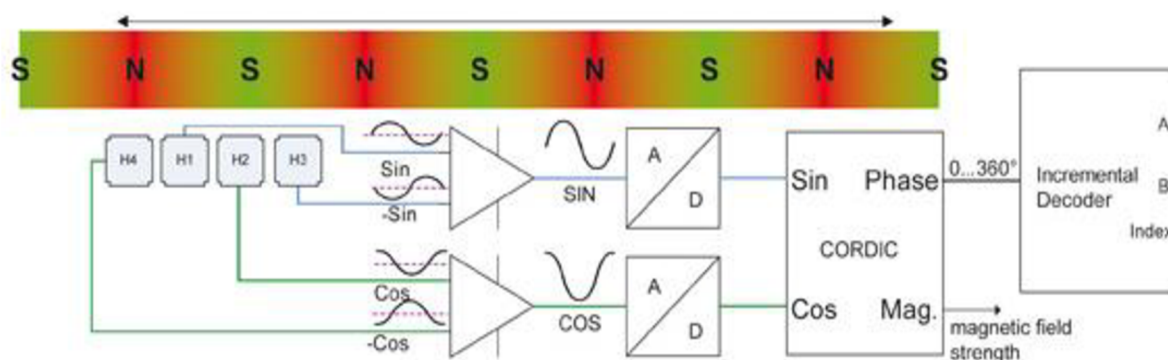 S N S N S N S N S
H4 H1 H2 H3
Sin
-Sin
SIN
A
D
Sin
Phase
0...360°
Incremental
Decoder
A
B
Index
CORDIC
Cos
-Cos
COS
A
D
Cos
Mag.
magnetic field
strength